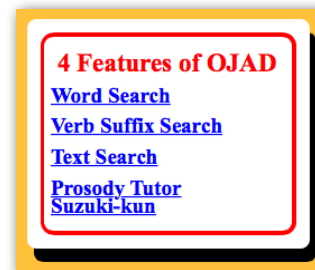 4 Features of OJAD
Word Search
Verb Suffix Search
Text Search
Prosody Tutor
Suzuki-kun